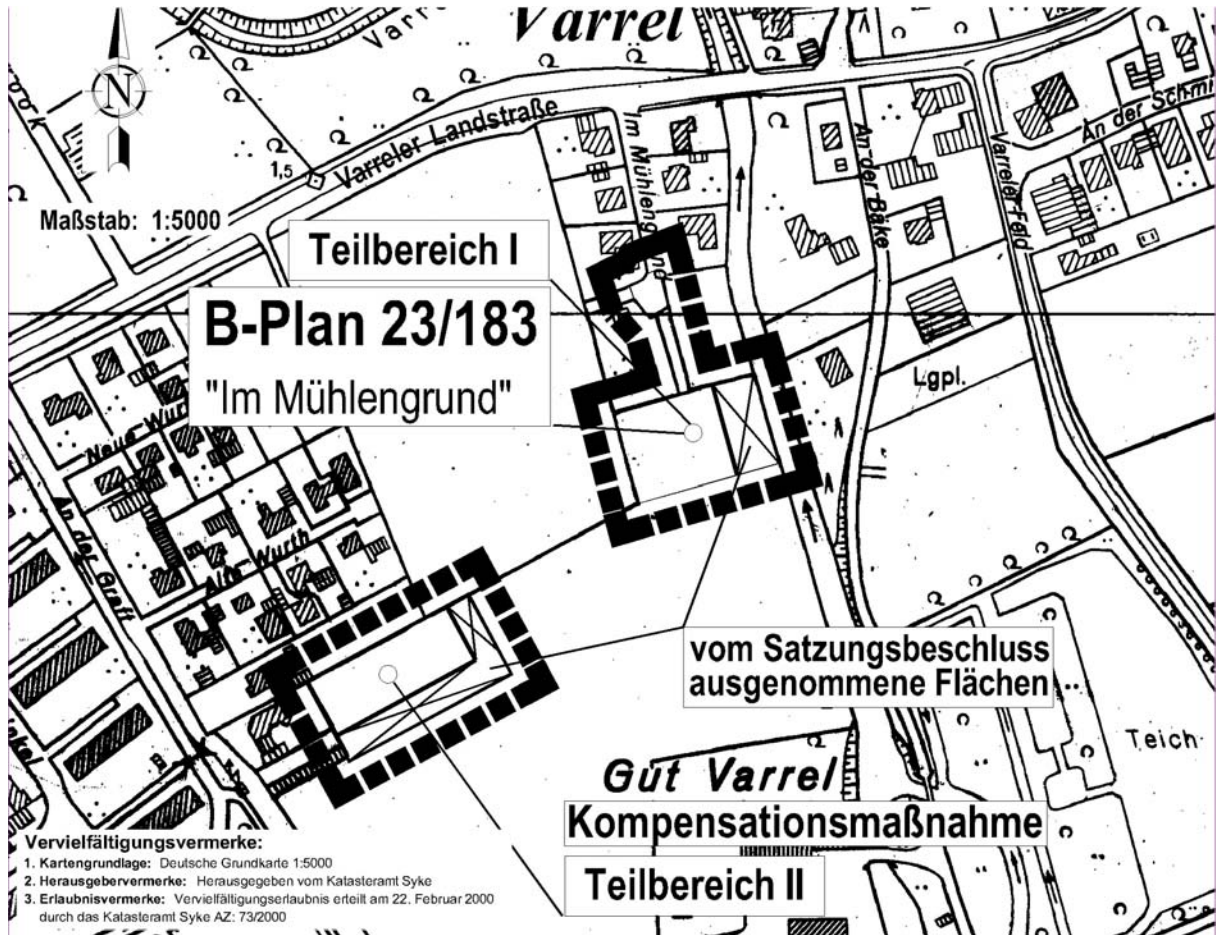 Varrel
Varre
N
Varreler Landstraße
1,5
Im Mühlengrund
An der Bäke
Varreler Feld
An der Schmi
Maßstab: 1:5000
Teilbereich I
B-Plan 23/183
"Im Mühlengrund"
Lgpl.
Neue Wurt
Alte Wurth
An der Graft
vom Satzungsbeschluss
ausgenommene Flächen
Teich
Gut Varrel
Kompensationsmaßnahme
Teilbereich II
Vervielfältigungsvermerke:
1. Kartengrundlage: Deutsche Grundkarte 1:5000
2. Herausgebervermerke: Herausgegeben vom Katasteramt Syke
3. Erlaubnisvermerke: Vervielfältigungserlaubnis erteilt am 22. Februar 2000
durch das Katasteramt Syke AZ: 73/2000